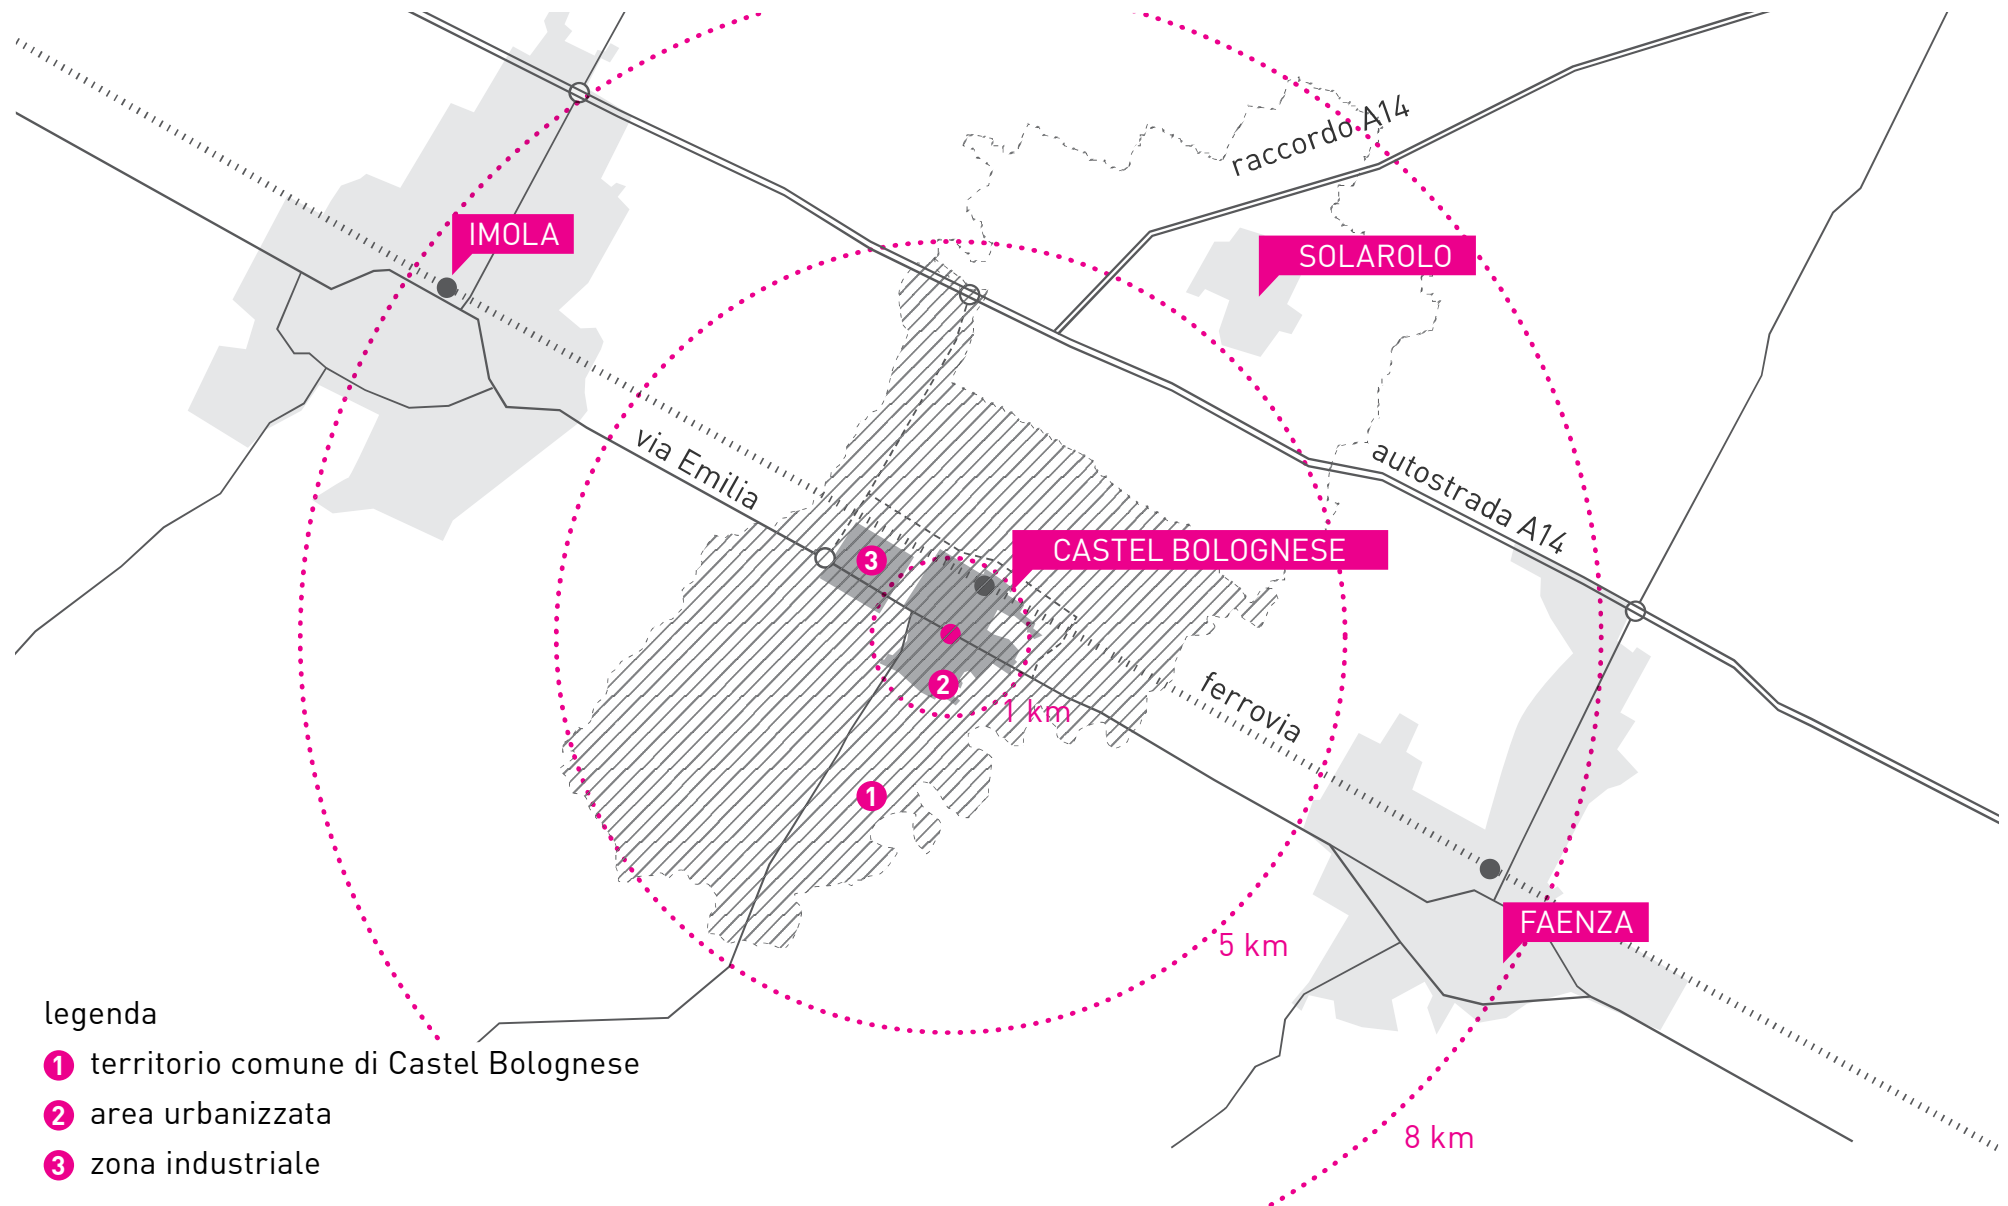 raccordo A14
IMOLA
SOLAROLO
via Emilia
autostrada A14
3
CASTEL BOLOGNESE
2
1 km
ferrovia
1
FAENZA
5 km
8 km
legenda
1 territorio comune di Castel Bolognese
2 area urbanizzata
3 zona industriale